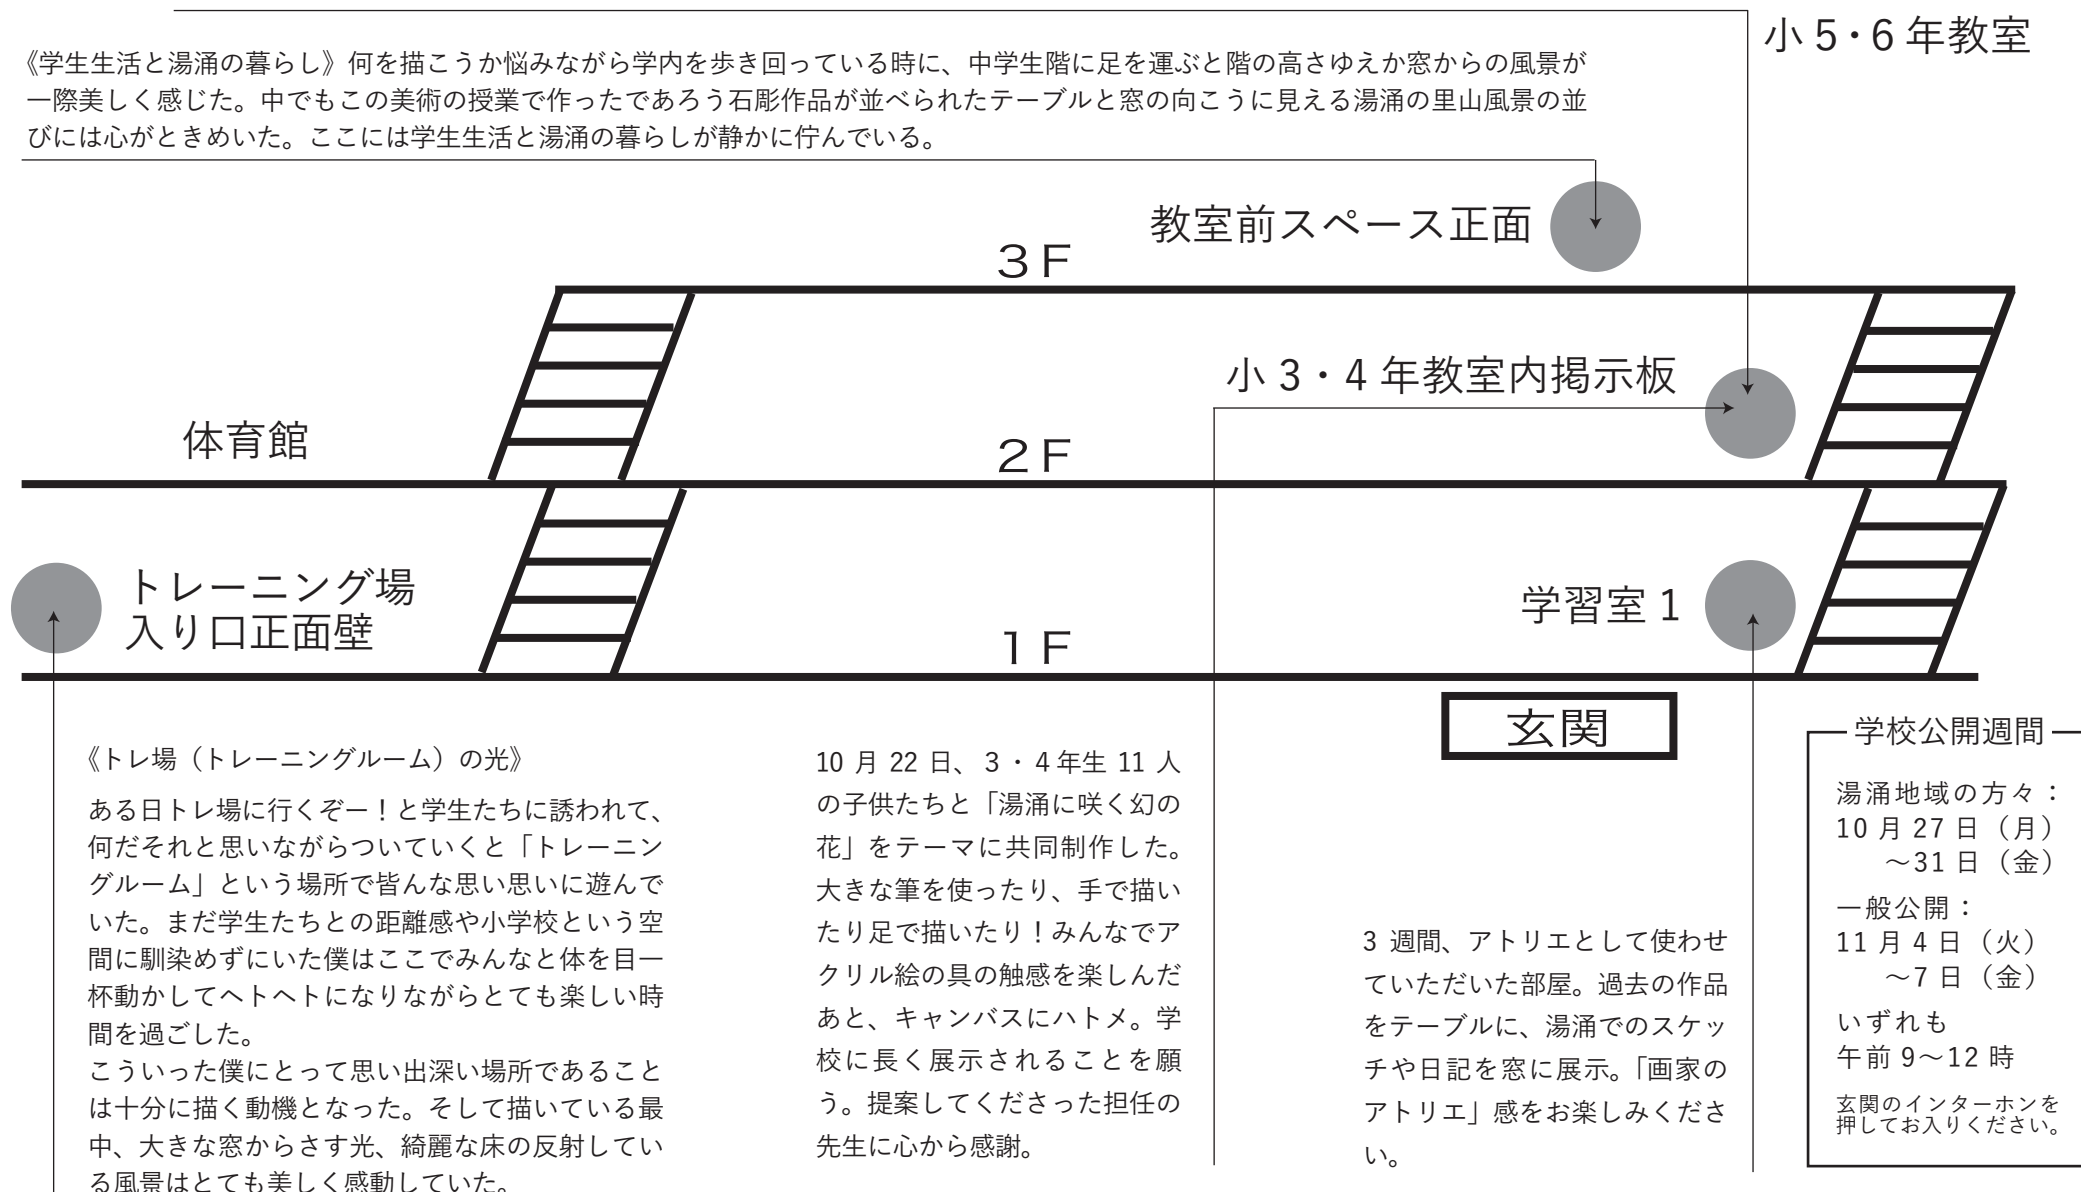 小 5・6 年教室
《学生生活と湯涌の暮らし》何を描こうか悩みながら学内を歩き回っている時に、中学生階に足を運ぶと階の高さゆえか窓からの風景が
一際美しく感じた。中でもこの美術の授業で作ったであろう石彫作品が並べられたテーブルと窓の向こうに見える湯涌の里山風景の並
びには心がときめいた。ここには学生生活と湯涌の暮らしが静かに佇んでいる。
教室前スペース正面
3F
小 3・4 年教室内掲示板
体育館
2F
トレーニング場
入り口正面壁
学習室 1
1F
玄関
《トレ場（トレーニングルーム）の光》
ある日トレ場に行くぞー！と学生たちに誘われて、
何だそれと思いながらついていくと「トレーニン
グルーム」という場所で皆んな思い思いに遊んで
いた。まだ学生たちとの距離感や小学校という空
間に馴染めずにいた僕はここでみんなと体を目一
杯動かしてヘトヘトになりながらとても楽しい時
間を過ごした。
こういった僕にとって思い出深い場所であること
は十分に描く動機となった。そして描いている最
中、大きな窓からさす光、綺麗な床の反射してい
る風景はとても美しく感動していた。
10 月 22 日、3・4年生 11 人
の子供たちと「湯涌に咲く幻の
花」をテーマに共同制作した。
大きな筆を使ったり、手で描い
たり足で描いたり！みんなでア
クリル絵の具の触感を楽しんだ
あと、キャンバスにハトメ。学
校に長く展示されることを願
う。提案してくださった担任の
先生に心から感謝。
3 週間、アトリエとして使わせ
ていただいた部屋。過去の作品
をテーブルに、湯涌でのスケッ
チや日記を窓に展示。「画家の
アトリエ」感をお楽しみくださ
い。
学校公開週間
湯涌地域の方々：
10 月 27 日（月）
～31 日（金）
一般公開：
11 月 4 日（火）
～7 日（金）
いずれも
午前 9～12 時
玄関のインターホンを
押してお入りください。